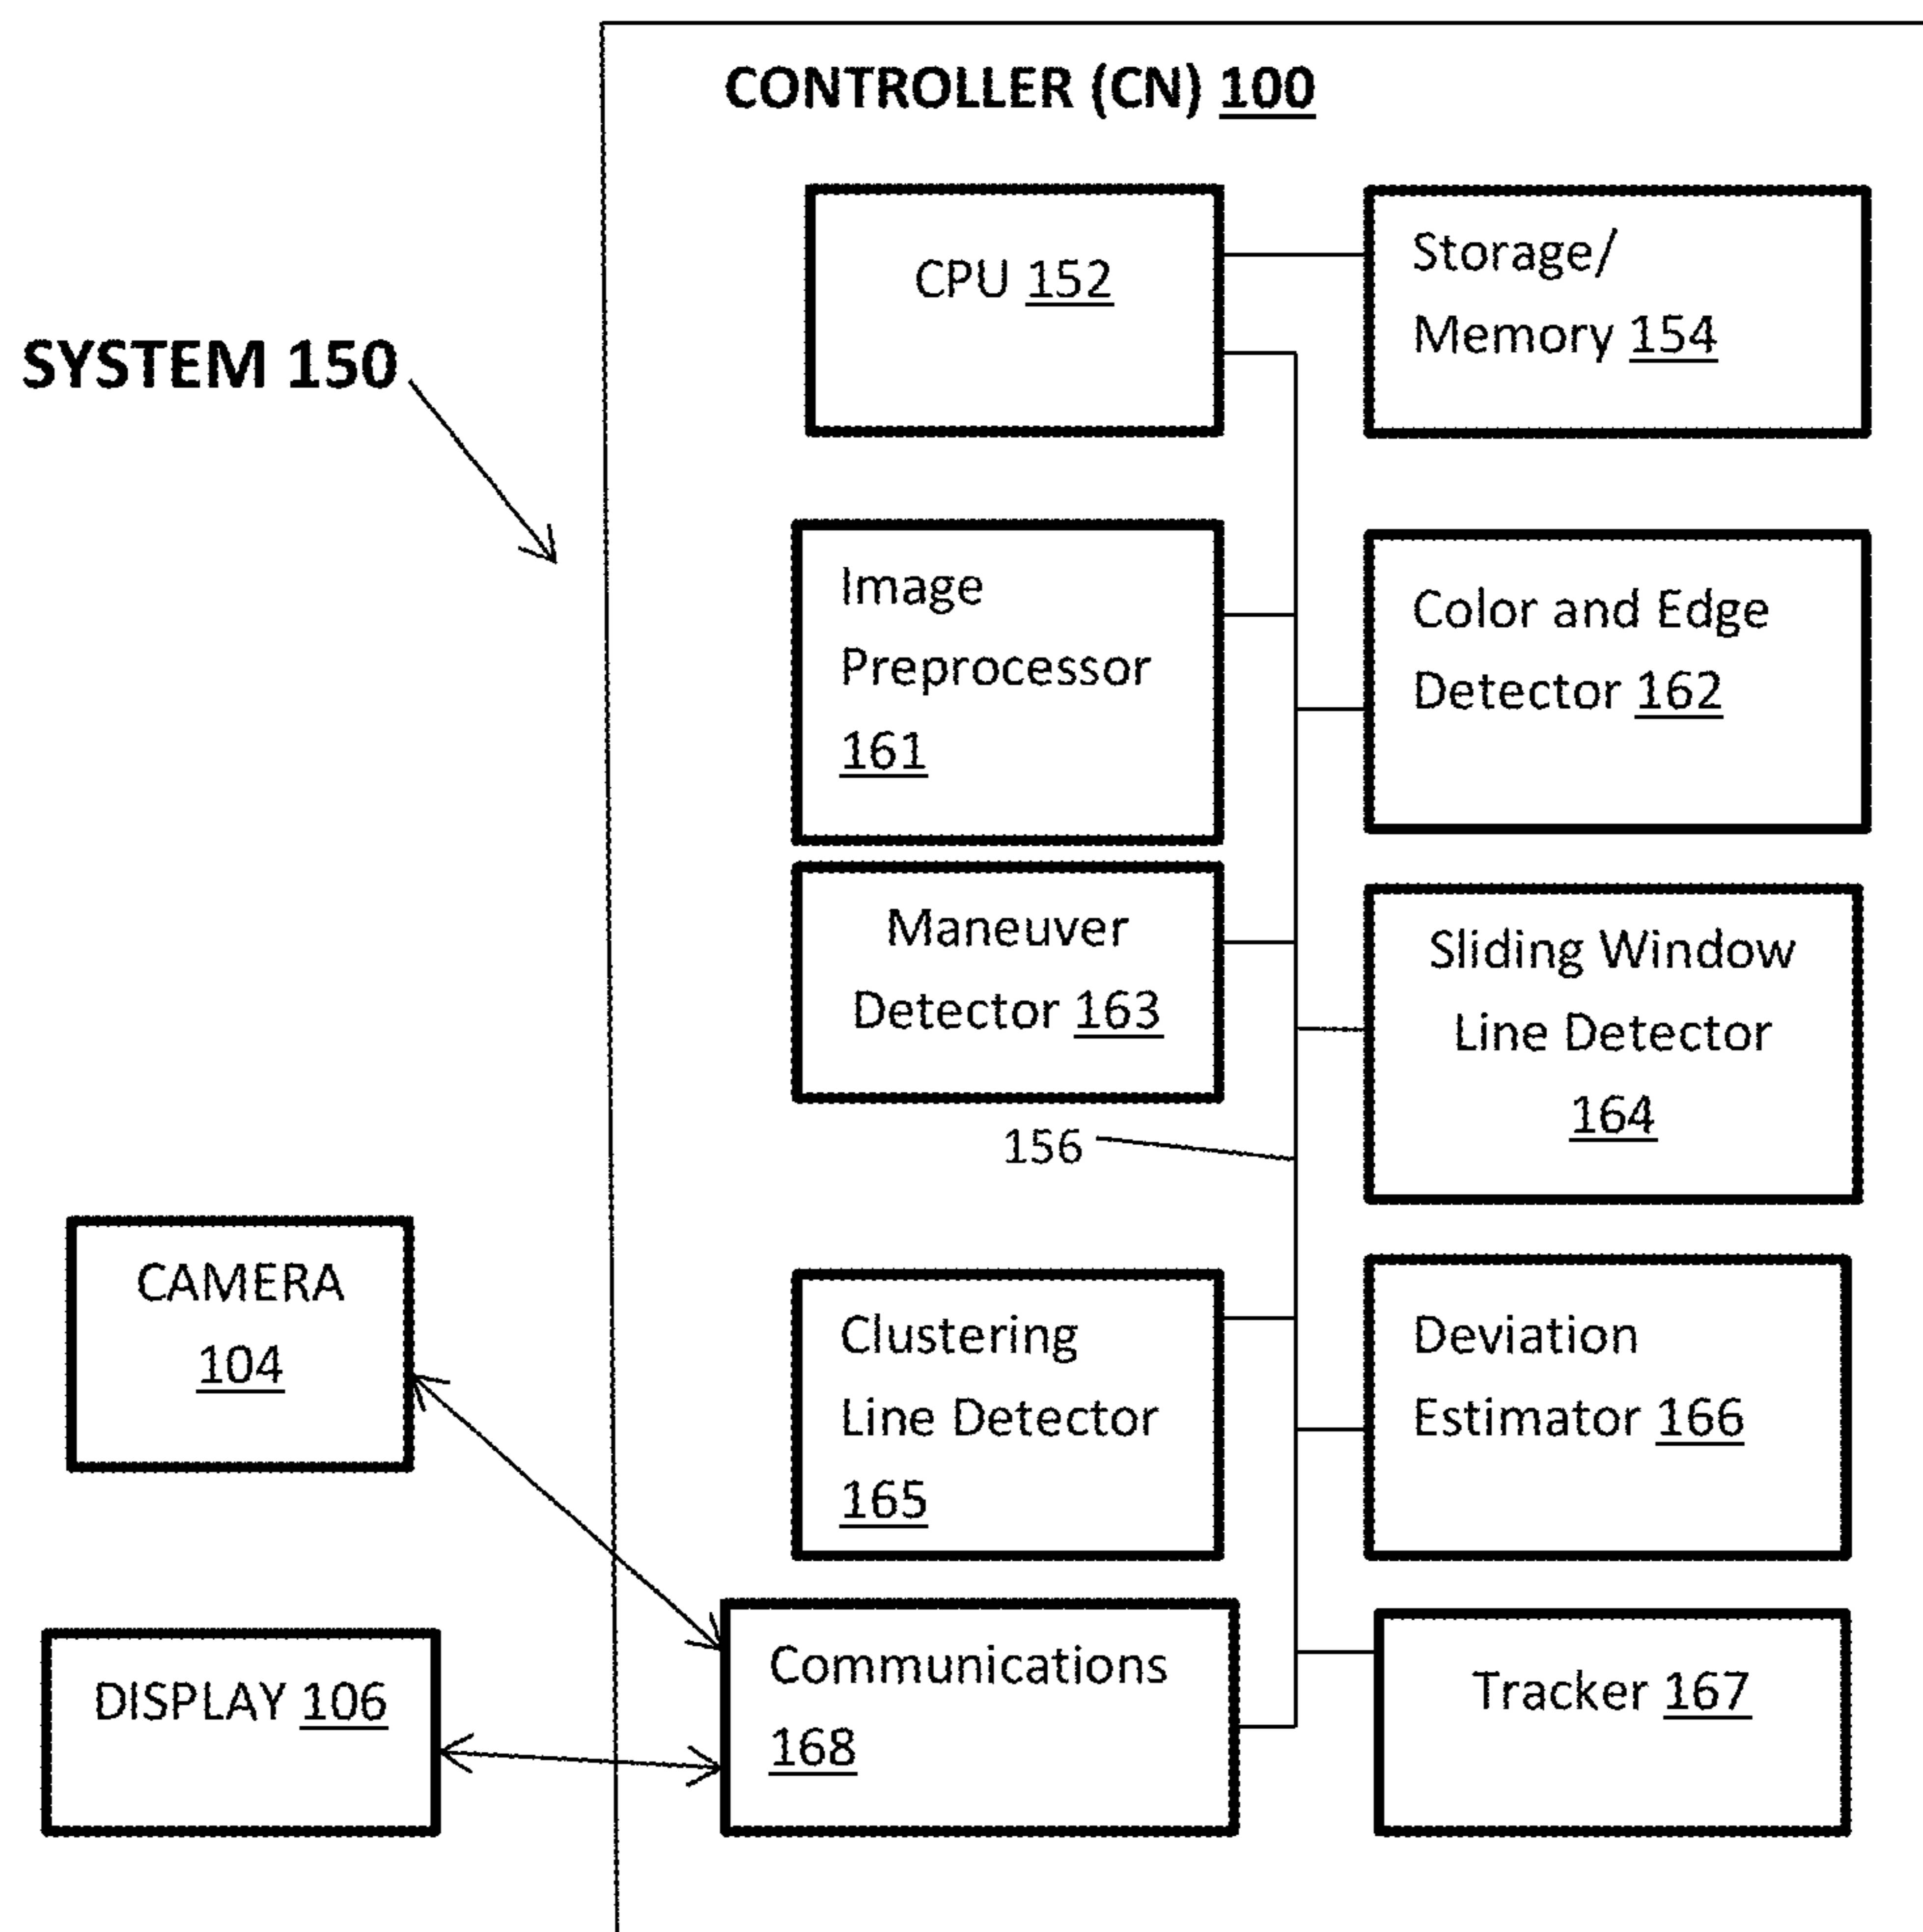 CONTROLLER (CN) 100
CPU 152
Storage/
Memory 154
SYSTEM 150
Image
Preprocessor
161
Color and Edge
Detector 162
Maneuver
Detector 163
Sliding Window
Line Detector
164
156
CAMERA
104
Clustering
Line Detector
165
Deviation
Estimator 166
DISPLAY 106
Communications
168
Tracker 167